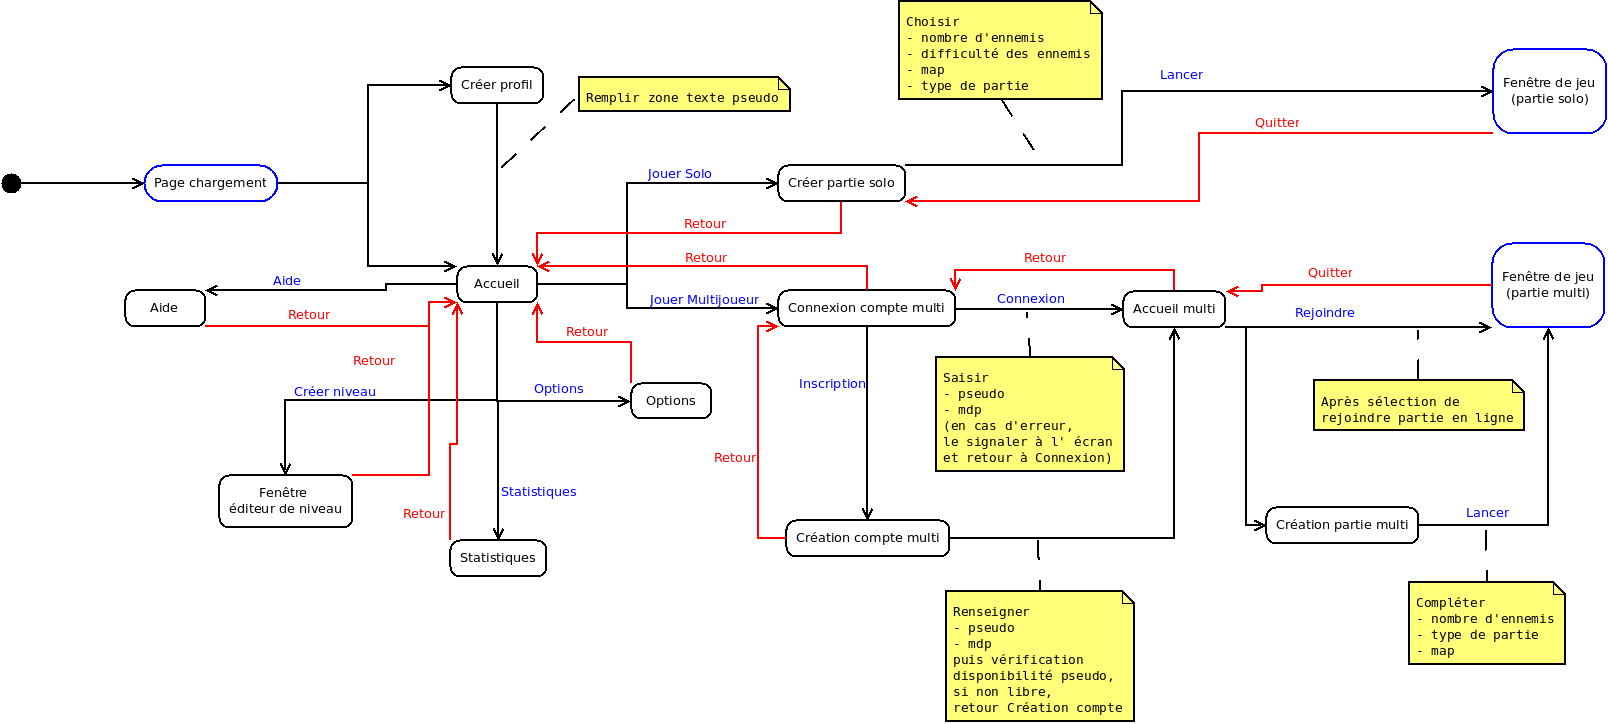 Choisir
- nombre d'ennemis
- difficulté des ennemis
- map
- type de partie
Lancer
Fenêtre de jeu
(partie solo)
Créer profil
Remplir zone texte pseudo
Quitter
Page chargement
Jouer Solo
Créer partie solo
Retour
Retour
Retour
Quitter
Fenêtre de jeu
(partie multi)
Aide
Accueil
Aide
Jouer Multijoueur
Connexion compte multi
Connexion
Accueil multi
Rejoindre
Retour
Retour
Retour
Créer niveau
Options
Options
Inscription
Saisir
- pseudo
- mdp
(en cas d'erreur,
le signaler à l' écran
et retour à Connexion)
Après sélection de
rejoindre partie en ligne
Retour
Fenêtre
éditeur de niveau
Statistiques
Retour
Statistiques
Création compte multi
Création partie multi
Lancer
Renseigner
- pseudo
- mdp
puis vérification
disponibilité pseudo,
si non libre,
retour Création compte
Compléter
- nombre d'ennemis
- type de partie
- map